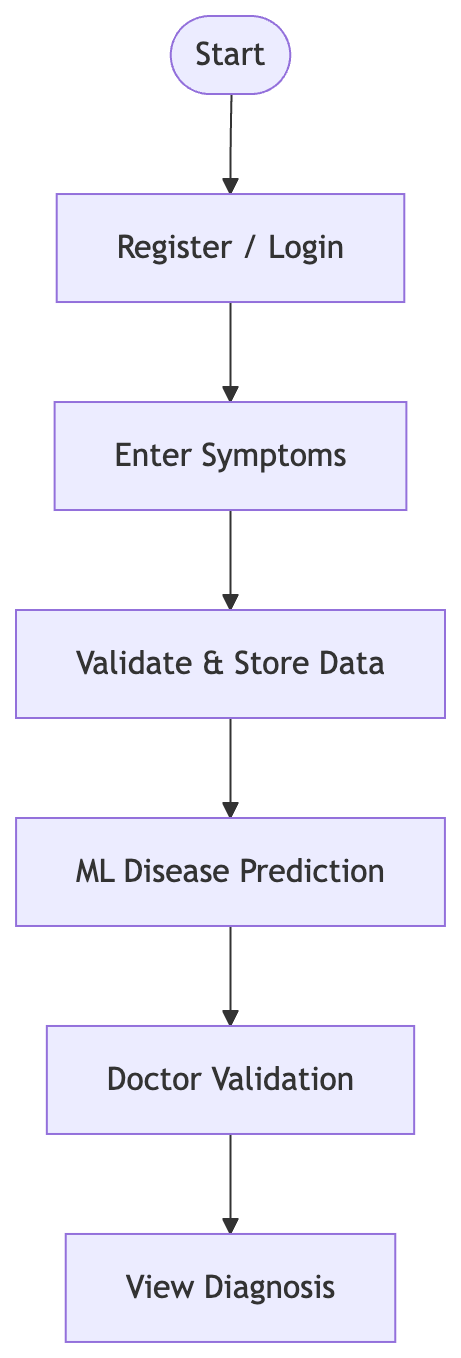 Start
Register / Login
Enter Symptoms
Validate & Store Data
ML Disease Prediction
Doctor Validation
View Diagnosis